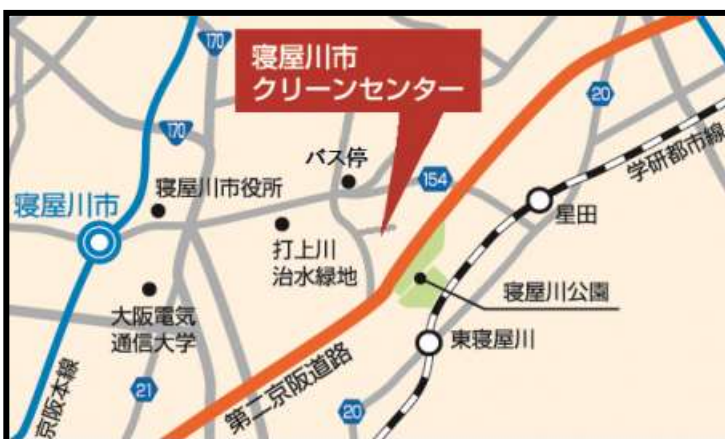 170
寝屋川市
クリーンセンター
20
170
学研都市線
バス停
154
寝屋川市役所
寝屋川市
星田
打上川
治水緑地
寝屋川公園
大阪電気
通信大学
東寝屋川
第二京阪道路
21
京阪本線
20